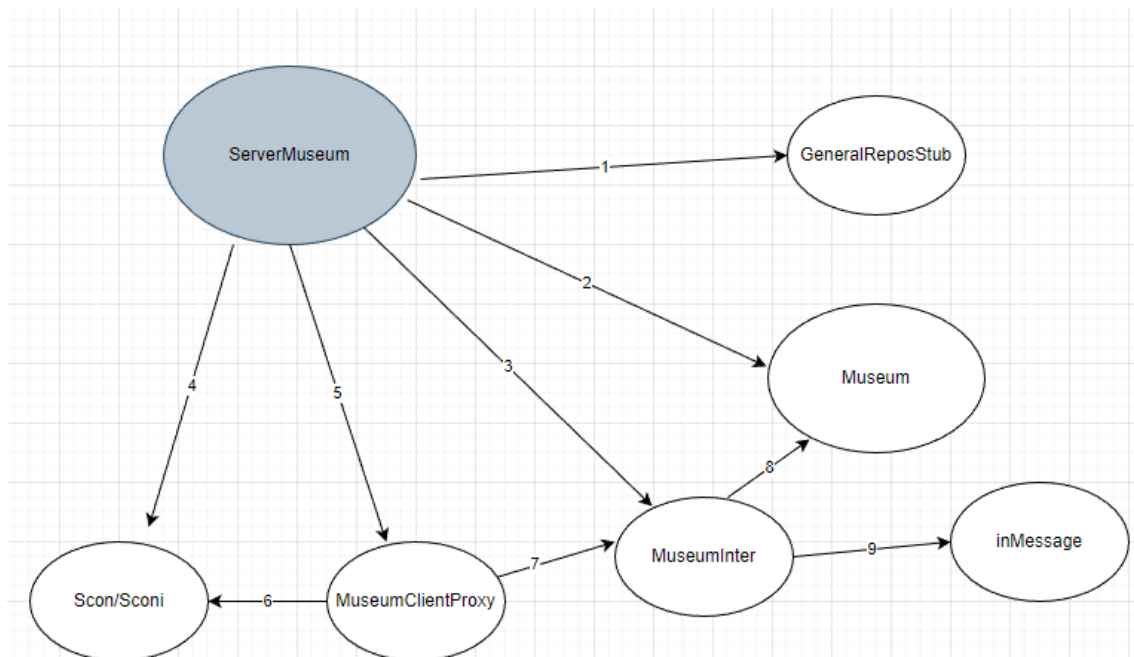 ServerMuseum
1
GeneralReposStub
2
Museum
3
4
5
8
MuseumInter
9
inMessage
7
Scon/Sconi
6
MuseumClientProxy